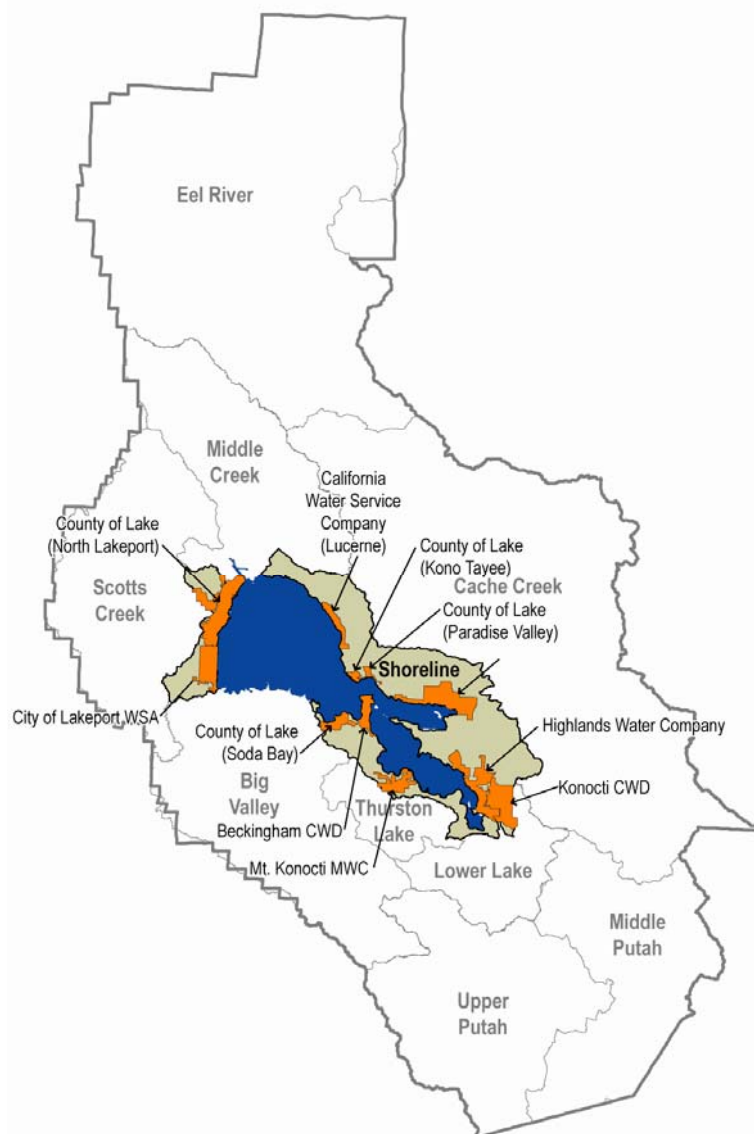 Eel River
Middle
Creek
California
Water Service
Company
(Lucerne)
County of Lake
(North Lakeport)
County of Lake
(Kono Tayee)
Scotts
Creek
Cache Creek
County of Lake
(Paradise Valley)
Shoreline
City of Lakeport WSA
County of Lake
(Soda Bay)
Highlands Water Company
Big
Valley
Konocti CWD
Thurston
Lake
Beckingham CWD
Mt. Konocti MWC
Lower Lake
Middle
Putah
Upper
Putah